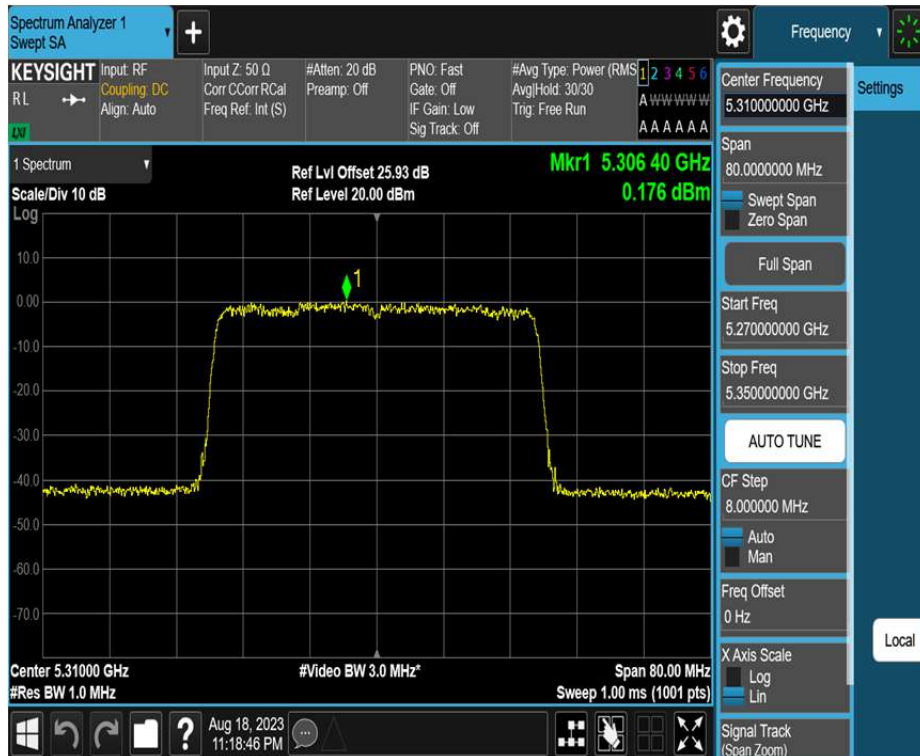 Spectrum Analyzer 1
Swept SA
+
Frequency
KEYSIGHT
RL
LXI
Input: RF
Coupling: DC
Align: Auto
Input Z: 50 Ω
Corr CCorr RCal
Freq Ref: Int (S)
#Atten: 20 dB
Preamp: Off
PNO: Fast
Gate: Off
IF Gain: Low
Sig Track: Off
#Avg Type: Power (RMS
Avg|Hold: 30/30
Trig: Free Run
1 2 3 4 5 6
A W W W W W
A A A A A A
1 Spectrum
Scale/Div 10 dB
Log
Ref Lvl Offset 25.93 dB
Ref Level 20.00 dBm
Mkr1 5.306 40 GHz
0.176 dBm
1
10.0
0.00
-10.0
-20.0
-30.0
-40.0
-50.0
-60.0
-70.0
Center 5.31000 GHz
#Res BW 1.0 MHz
#Video BW 3.0 MHz*
Span 80.00 MHz
Sweep 1.00 ms (1001 pts)
?
Aug 18, 2023
11:18:46 PM
Center Frequency
5.310000000 GHz
Span
80.0000000 MHz
Swept Span
Zero Span
Full Span
Start Freq
5.270000000 GHz
Stop Freq
5.350000000 GHz
AUTO TUNE
CF Step
8.000000 MHz
Auto
Man
Freq Offset
0 Hz
X Axis Scale
Log
Lin
Signal Track
(Span Zoom)
Settings
Local